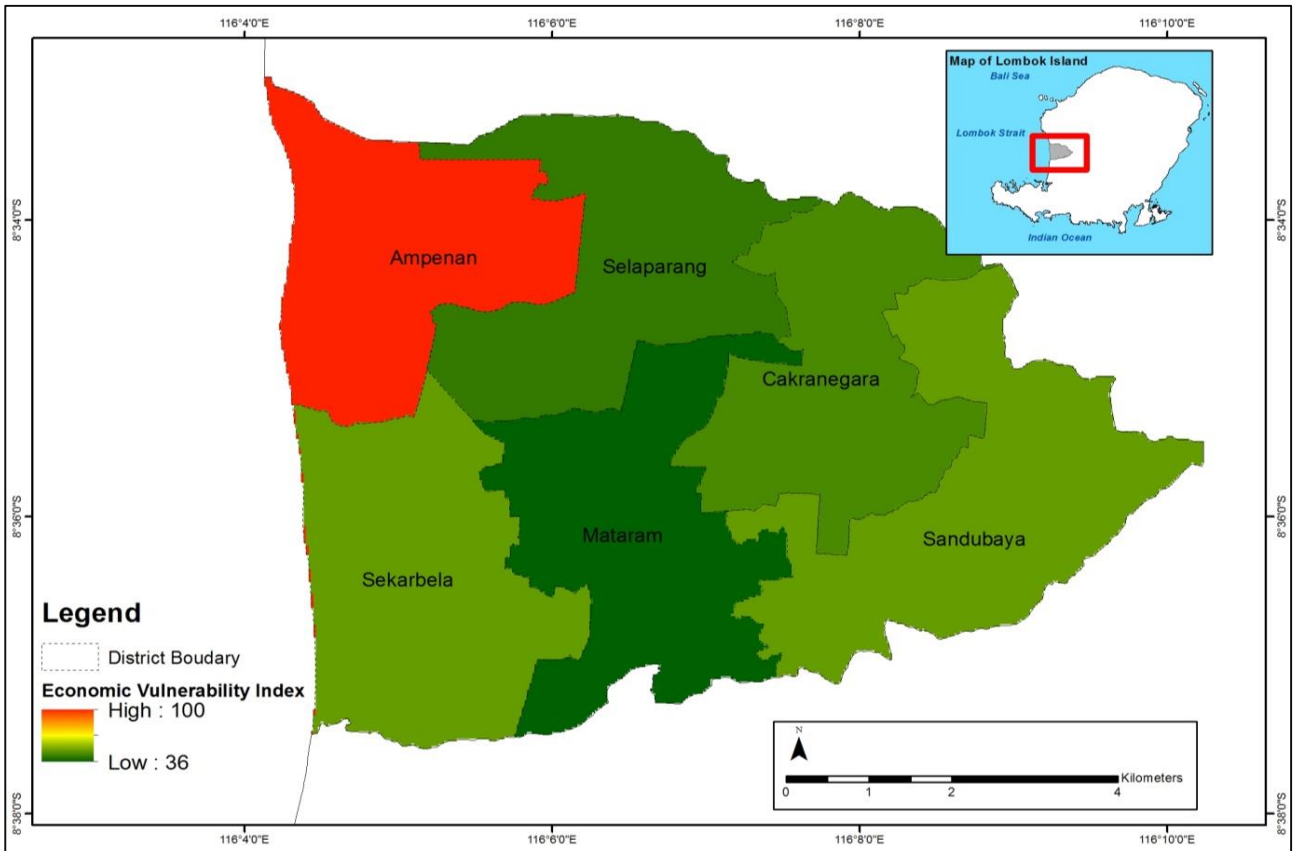 116°4'0"E
116°6'0"E
116°8'0"E
116°10'0"E
Map of Lombok Island
Bali Sea
Lombok Strait
Indian Ocean
8°34'0"S
8°34'0"S
Ampenan
Selaparang
Cakranegara
8°36'0"S
8°36'0"S
Mataram
Sandubaya
Sekarbela
Legend
District Boudary
Economic Vulnerability Index
High : 100
Low : 36
N
Kilometers
0 1 2 4
8°38'0"S
8°38'0"S
116°4'0"E
116°6'0"E
116°8'0"E
116°10'0"E